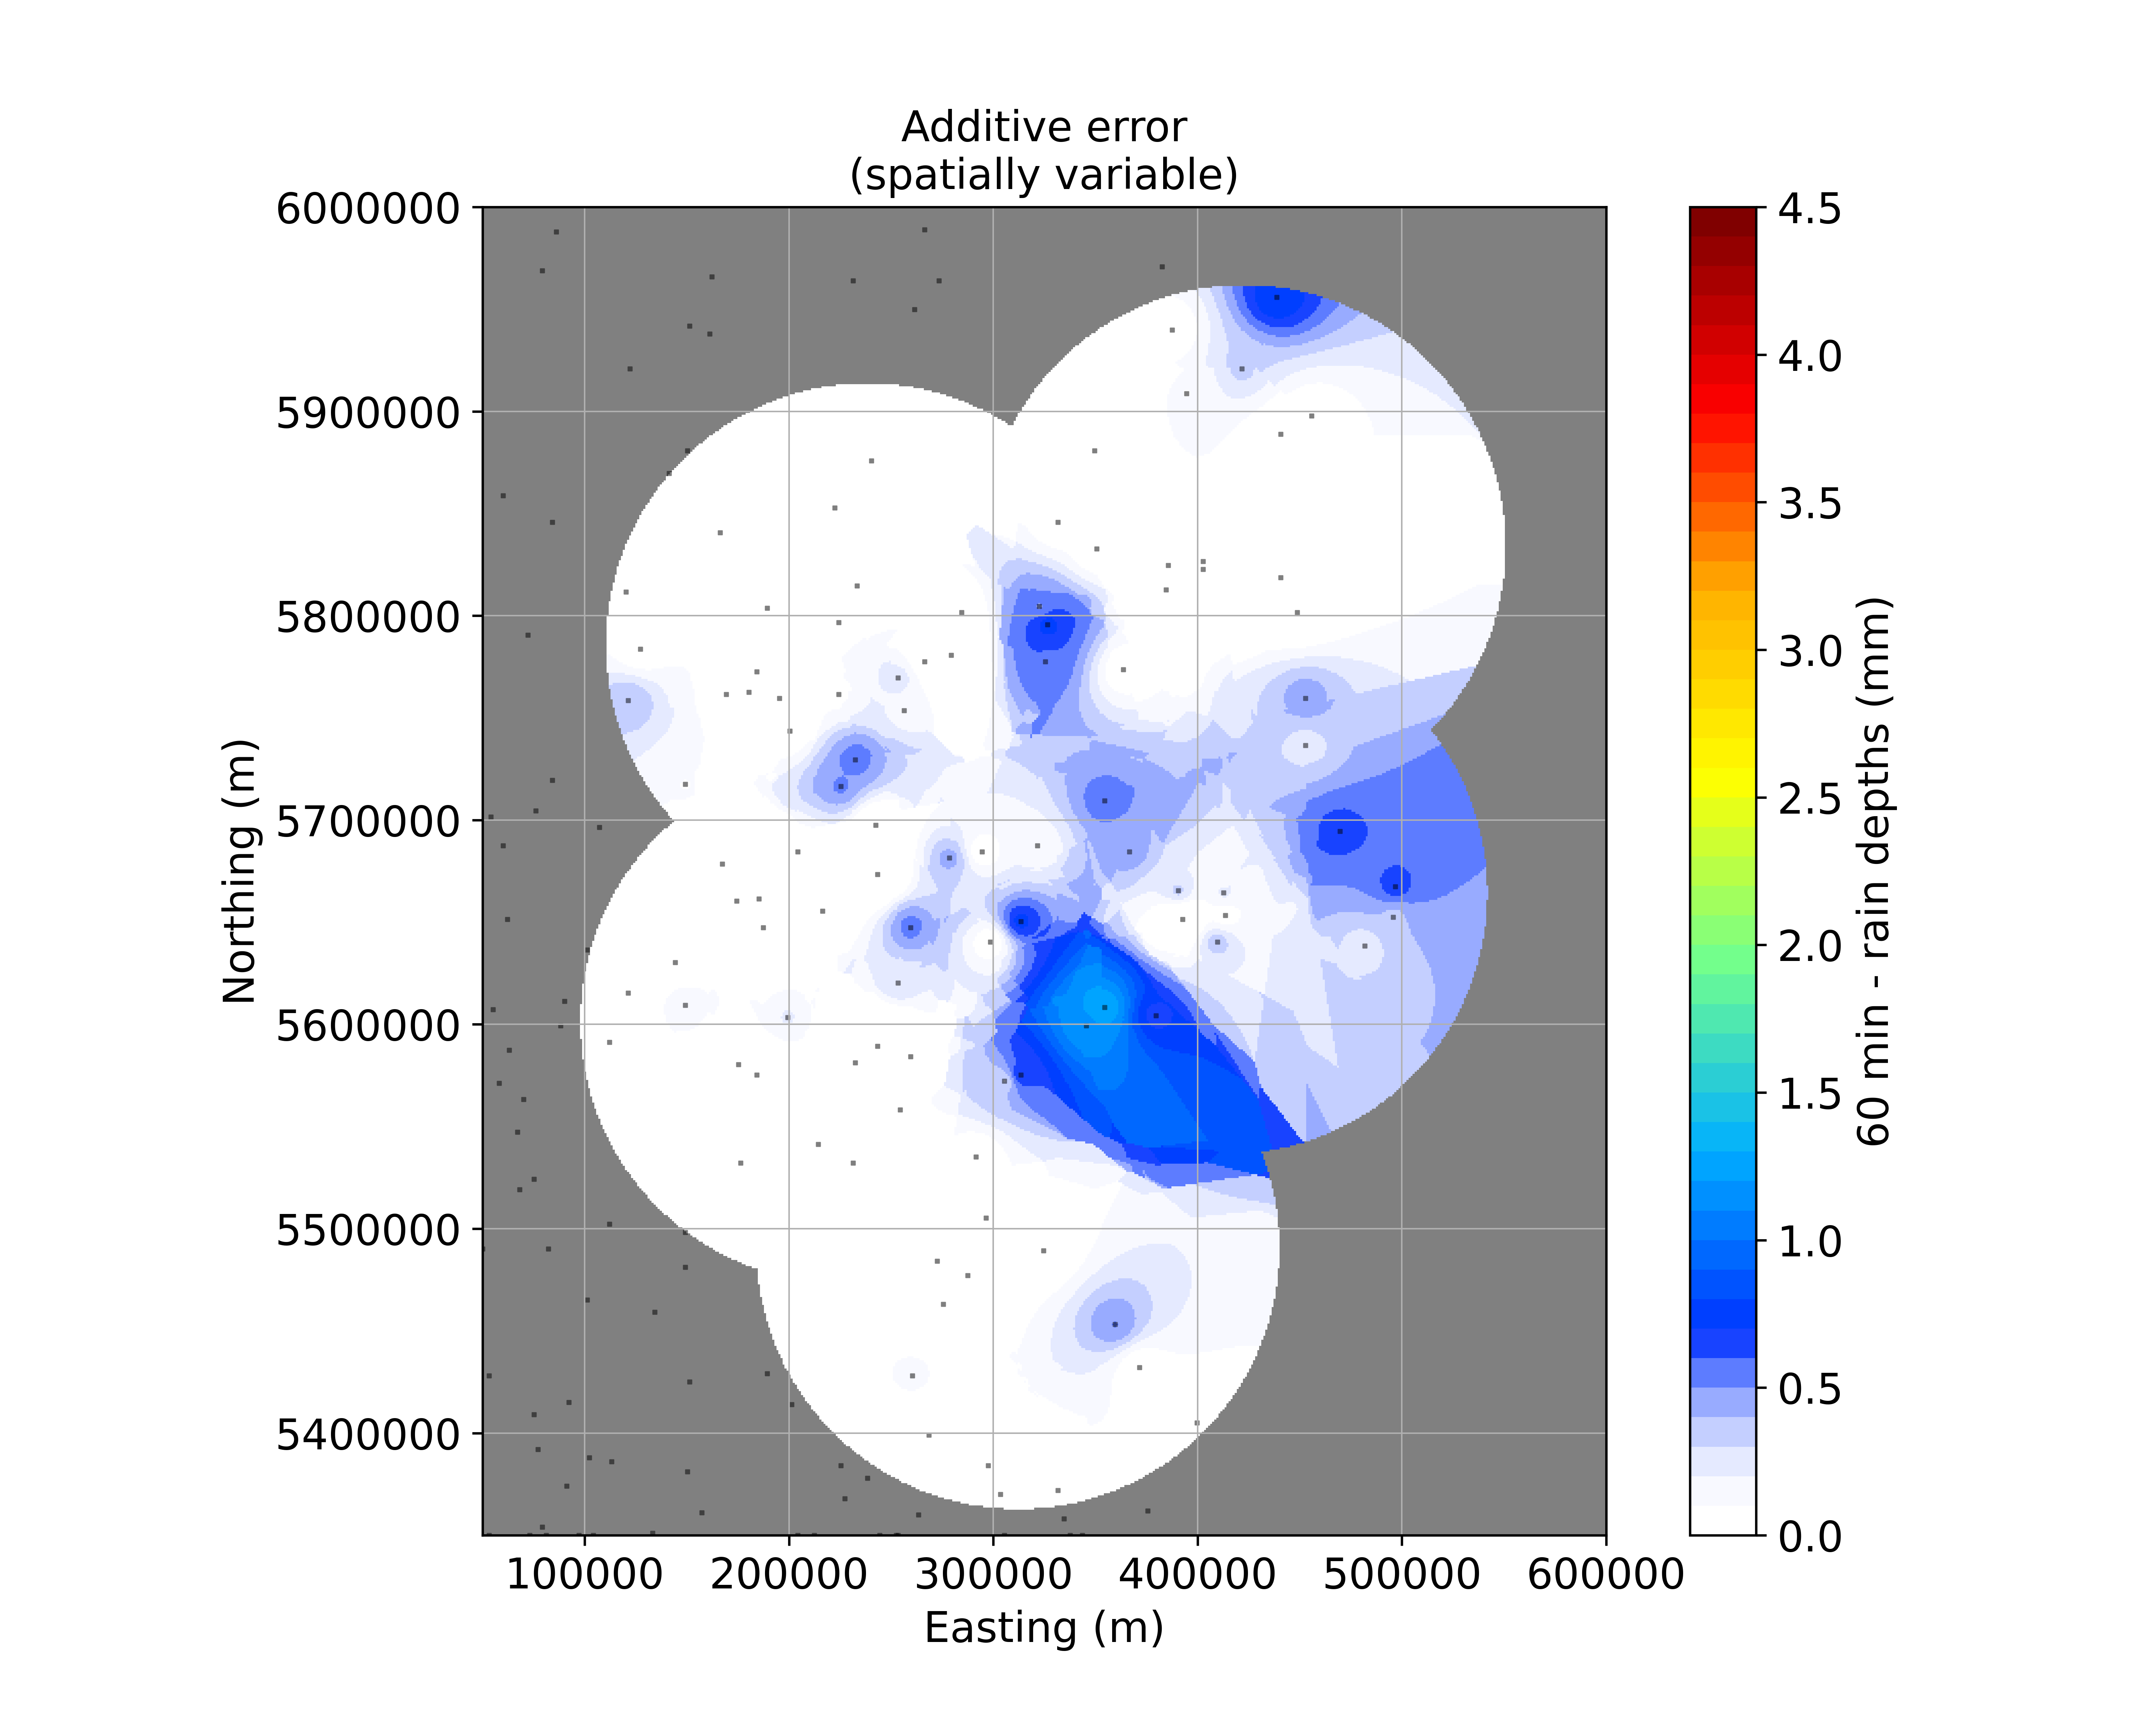 Additive error
(spatially variable)
6000000
5900000
5800000
5700000
5600000
5500000
5400000
Northing (m)
100000 200000 300000 400000 500000 600000
Easting (m)
4.5
4.0
3.5
3.0
2.5
2.0
1.5
1.0
0.5
0.0
60 min - rain depths (mm)